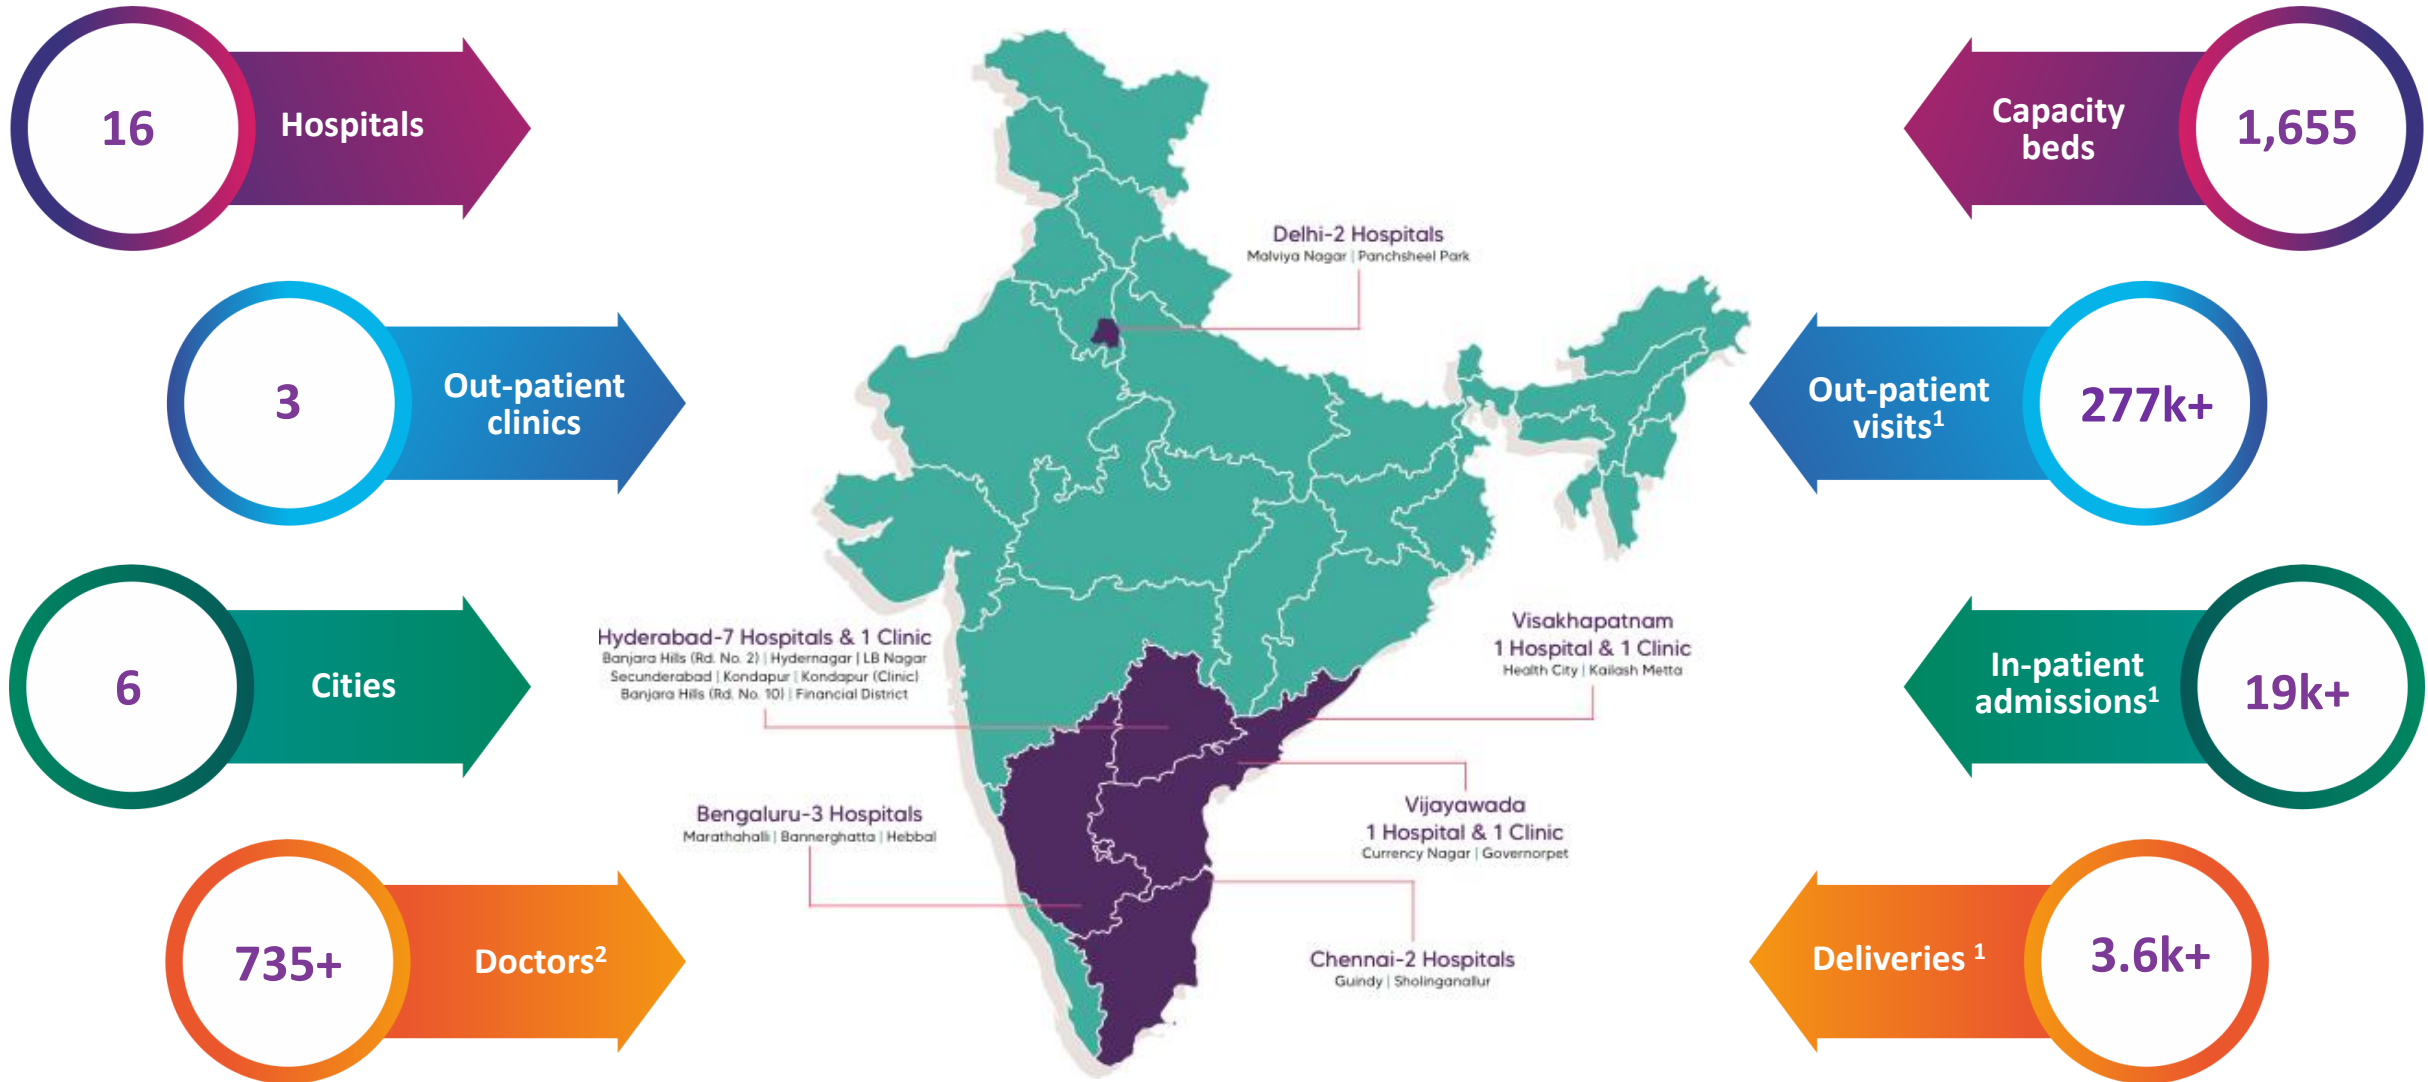 16
Hospitals
3
Out-patient
clinics
6
Cities
735+
Doctors²
Delhi-2 Hospitals
Malviya Nagar | Panchsheel Park
Hyderabad-7 Hospitals & 1 Clinic
Banjara Hills (Rd. No. 2) | Hydernagar | LB Nagar
Secunderabad | Kondapur | Kondapur (Clinic)
Banjara Hills (Rd. No. 10) | Financial District
Visakhapatnam
1 Hospital & 1 Clinic
Health City | Kailash Metta
Bengaluru-3 Hospitals
Marathahalli | Bannerghatta | Hebbal
Vijayawada
1 Hospital & 1 Clinic
Currency Nagar | Governorpet
Chennai-2 Hospitals
Guindy | Sholinganallur
Capacity
beds
1,655
Out-patient
visits¹
277k+
In-patient
admissions¹
19k+
Deliveries ¹
3.6k+